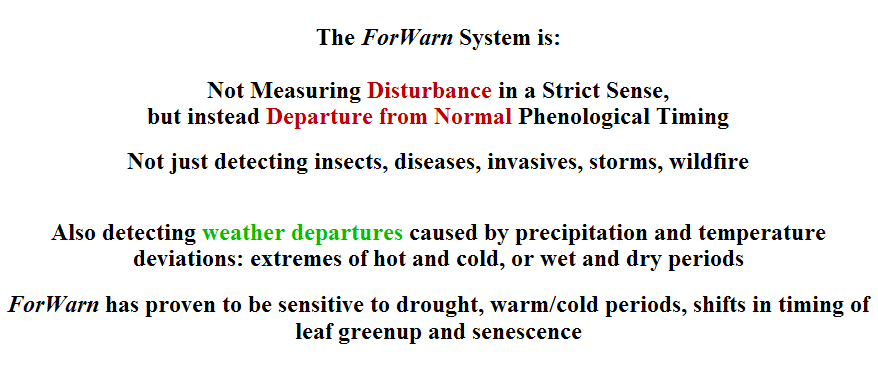 The ForWarn System is:
Not Measuring Disturbance in a Strict Sense,
but instead Departure from Normal Phenological Timing
Not just detecting insects, diseases, invasives, storms, wildfire
Also detecting weather departures caused by precipitation and temperature
deviations: extremes of hot and cold, or wet and dry periods
ForWarn has proven to be sensitive to drought, warm/cold periods, shifts in timing of
leaf greenup and senescence